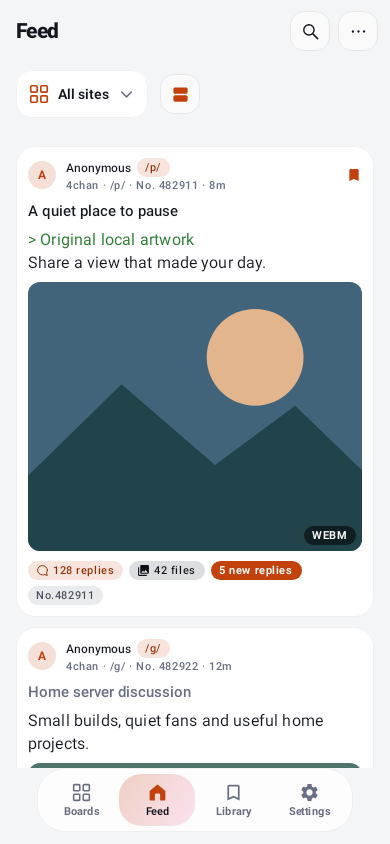 Feed
All sites
A
Anonymous /p/
4chan · /p/ · No. 482911 · 8m
A quiet place to pause
> Original local artwork
Share a view that made your day.
WEBM
128 replies
42 files
5 new replies
No.482911
A
Anonymous /g/
4chan · /g/ · No. 482922 · 12m
Home server discussion
Small builds, quiet fans and useful home
projects.
Boards
Feed
Library
Settings